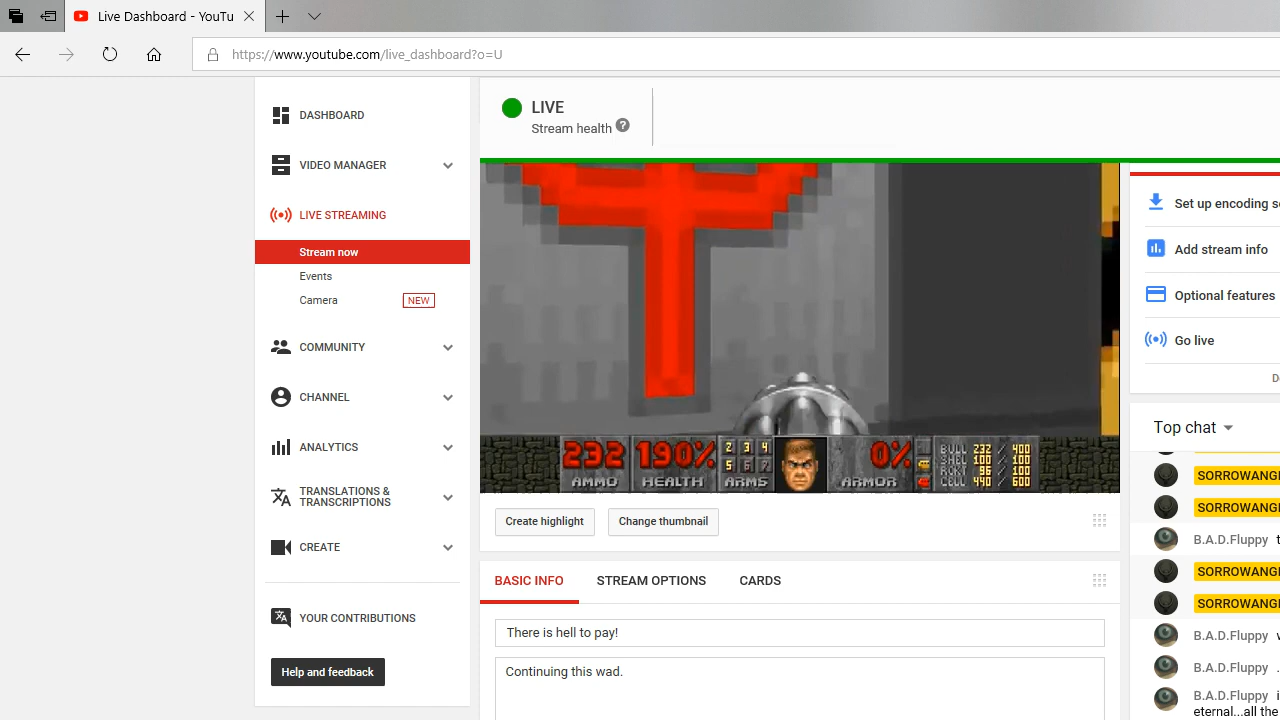 Live Dashboard - YouTu
https://www.youtube.com/live_dashboard?o=U
DASHBOARD
VIDEO MANAGER
LIVE STREAMING
Stream now
Events
Camera NEW
COMMUNITY
CHANNEL
ANALYTICS
TRANSLATIONS &
TRANSCRIPTIONS
CREATE
YOUR CONTRIBUTIONS
Help and feedback
LIVE
Stream health ?
232 190% 2 3 4 0% BULL 232 / 400
5 6 7 SHEL 100 / 100
RCKT 96 / 100
AMMO HEALTH ARMS ARMOR CELL 440 / 600
Create highlight Change thumbnail
BASIC INFO STREAM OPTIONS CARDS
There is hell to pay!
Continuing this wad.
Set up encoding s
Add stream info
Optional features
Go live
D
Top chat
SORROWANG
SORROWANG
B.A.D.Fluppy t
SORROWANG
SORROWANG
B.A.D.Fluppy w
B.A.D.Fluppy .
B.A.D.Fluppy i
eternal...all the